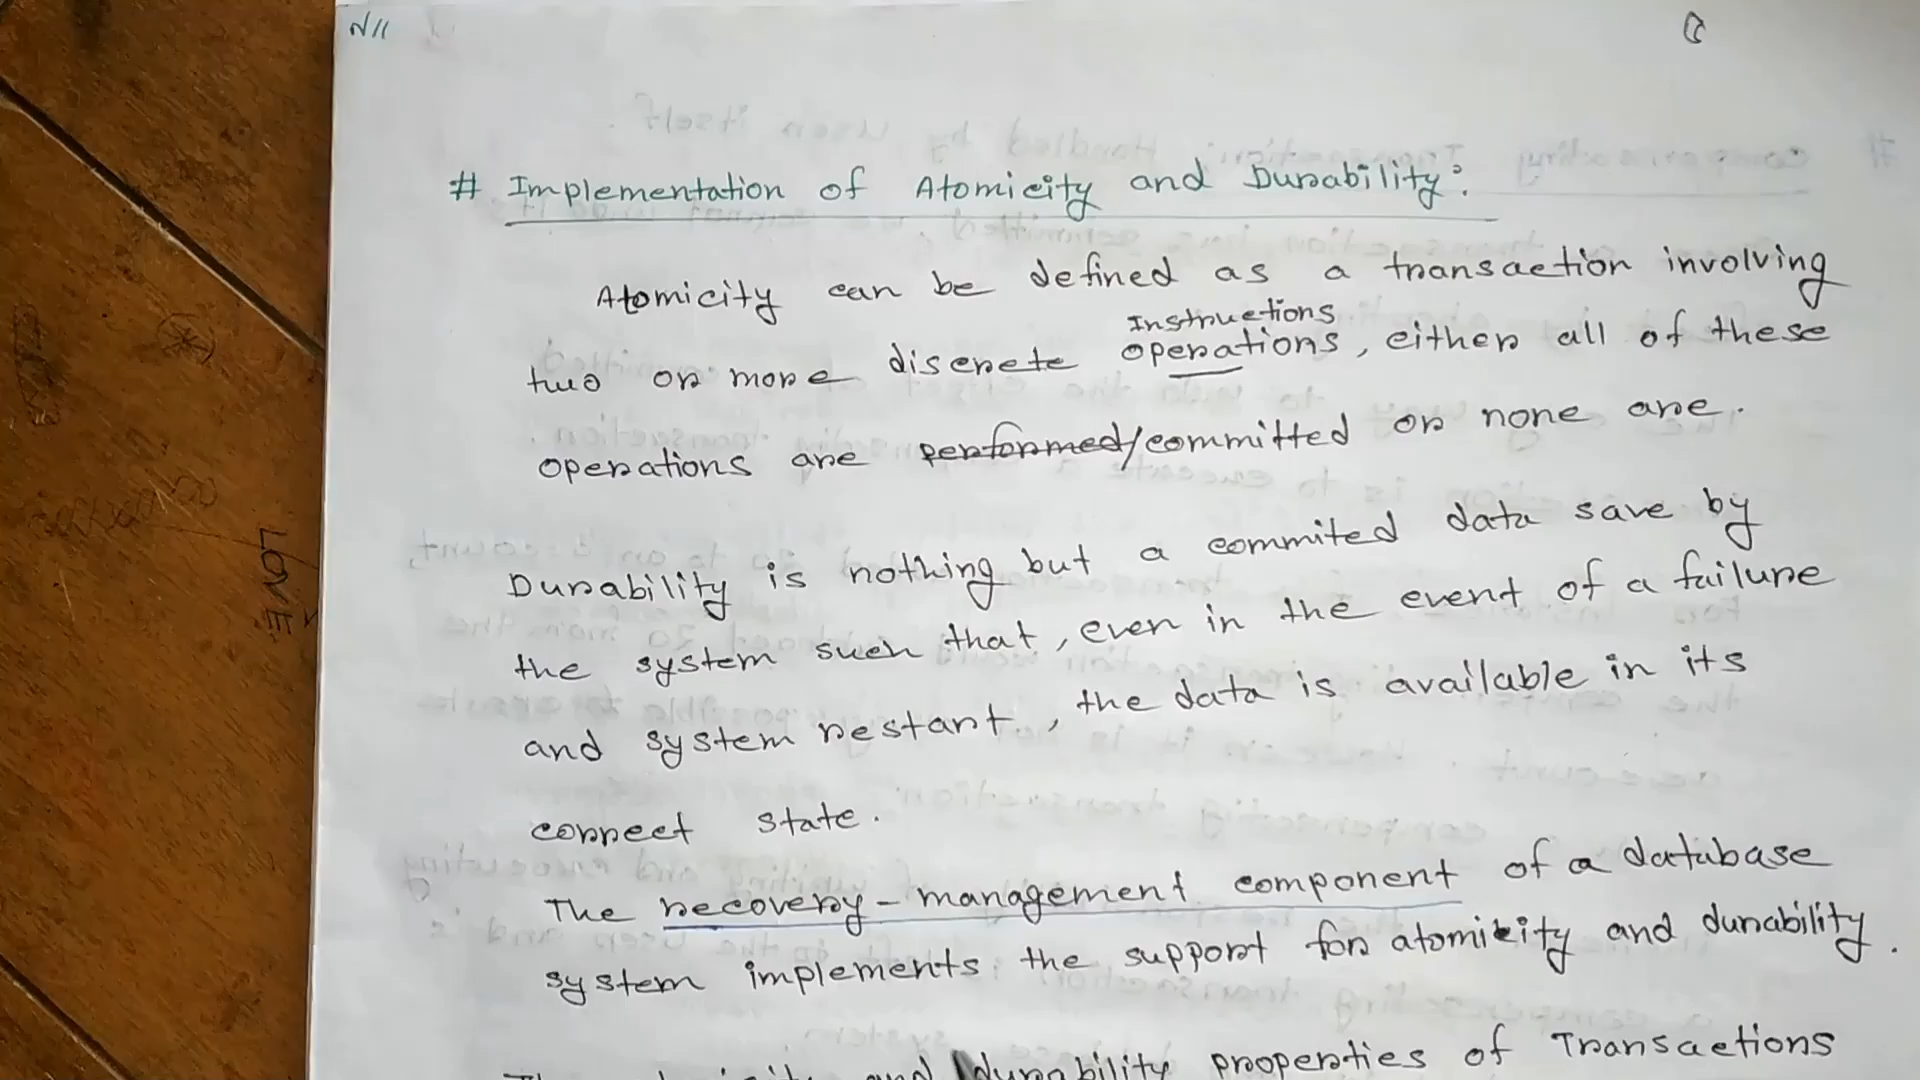 # Implementation of Atomicity and Durability:
Atomicity can be defined as a transaction involving
Instructions
two or more discrete operations, either all of these
operations are performed/committed or none are.
Durability is nothing but a commited data save by
the system such that, even in the event of a failure
and system restart, the data is available in its
correct state.
The recovery-management component of a database
system implements the support for atomicity and durability.
and durability properties of Transactions
LOVE